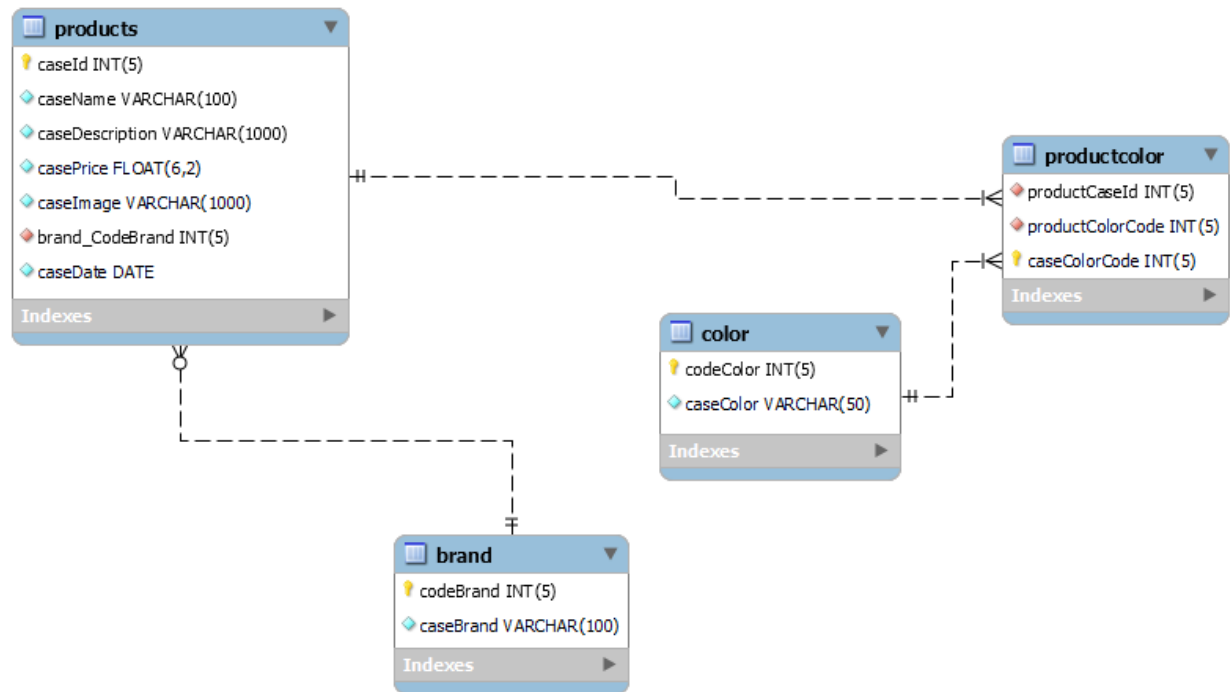 products
caseId INT(5)
caseName VARCHAR(100)
caseDescription VARCHAR(1000)
casePrice FLOAT(6,2)
caseImage VARCHAR(1000)
brand_CodeBrand INT(5)
caseDate DATE
Indexes
productcolor
productCaseId INT(5)
productColorCode INT(5)
caseColorCode INT(5)
Indexes
color
codeColor INT(5)
caseColor VARCHAR(50)
Indexes
brand
codeBrand INT(5)
caseBrand VARCHAR(100)
Indexes